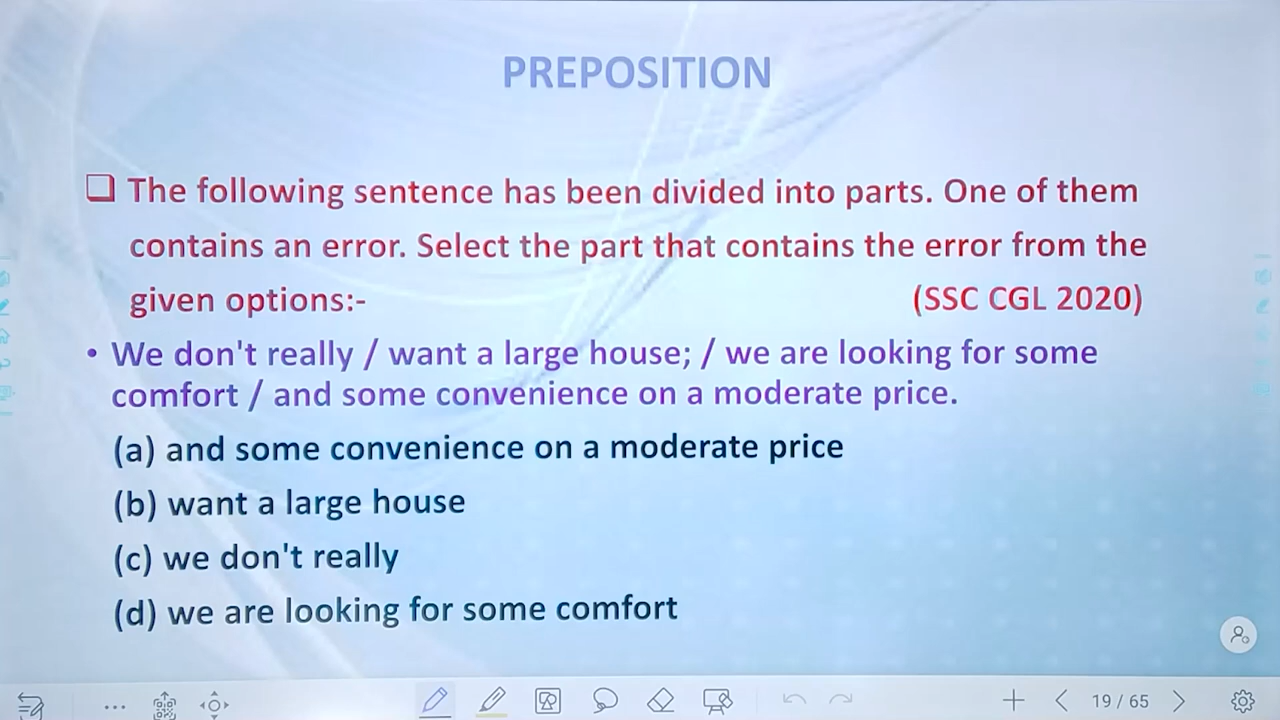 PREPOSITION
❑ The following sentence has been divided into parts. One of them
contains an error. Select the part that contains the error from the
given options:- (SSC CGL 2020)
• We don't really / want a large house; / we are looking for some
comfort / and some convenience on a moderate price.
(a) and some convenience on a moderate price
(b) want a large house
(c) we don't really
(d) we are looking for some comfort
19 / 65